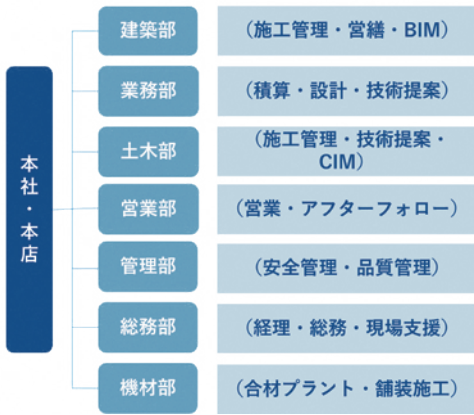 本社・本店
建築部
(施工管理・営繕・BIM)
業務部
(積算・設計・技術提案)
土木部
(施工管理・技術提案・
CIM)
営業部
(営業・アフターフォロー)
管理部
(安全管理・品質管理)
総務部
(経理・総務・現場支援)
機材部
(合材プラント・舗装施工)